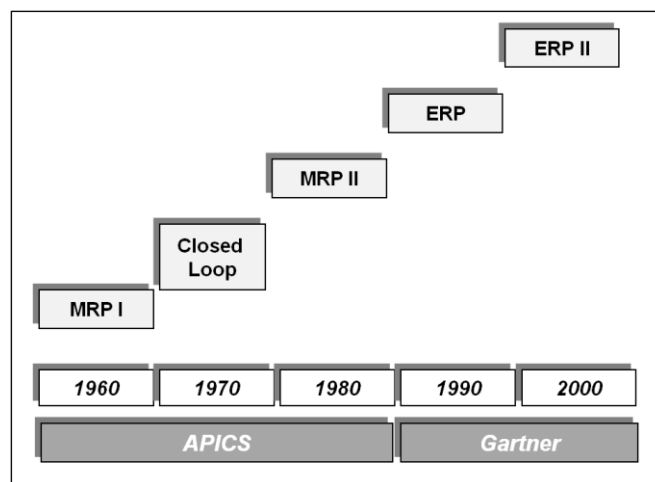 ERP II
ERP
MRP II
Closed
Loop
MRP I
1960 1970 1980 1990 2000
APICS Gartner